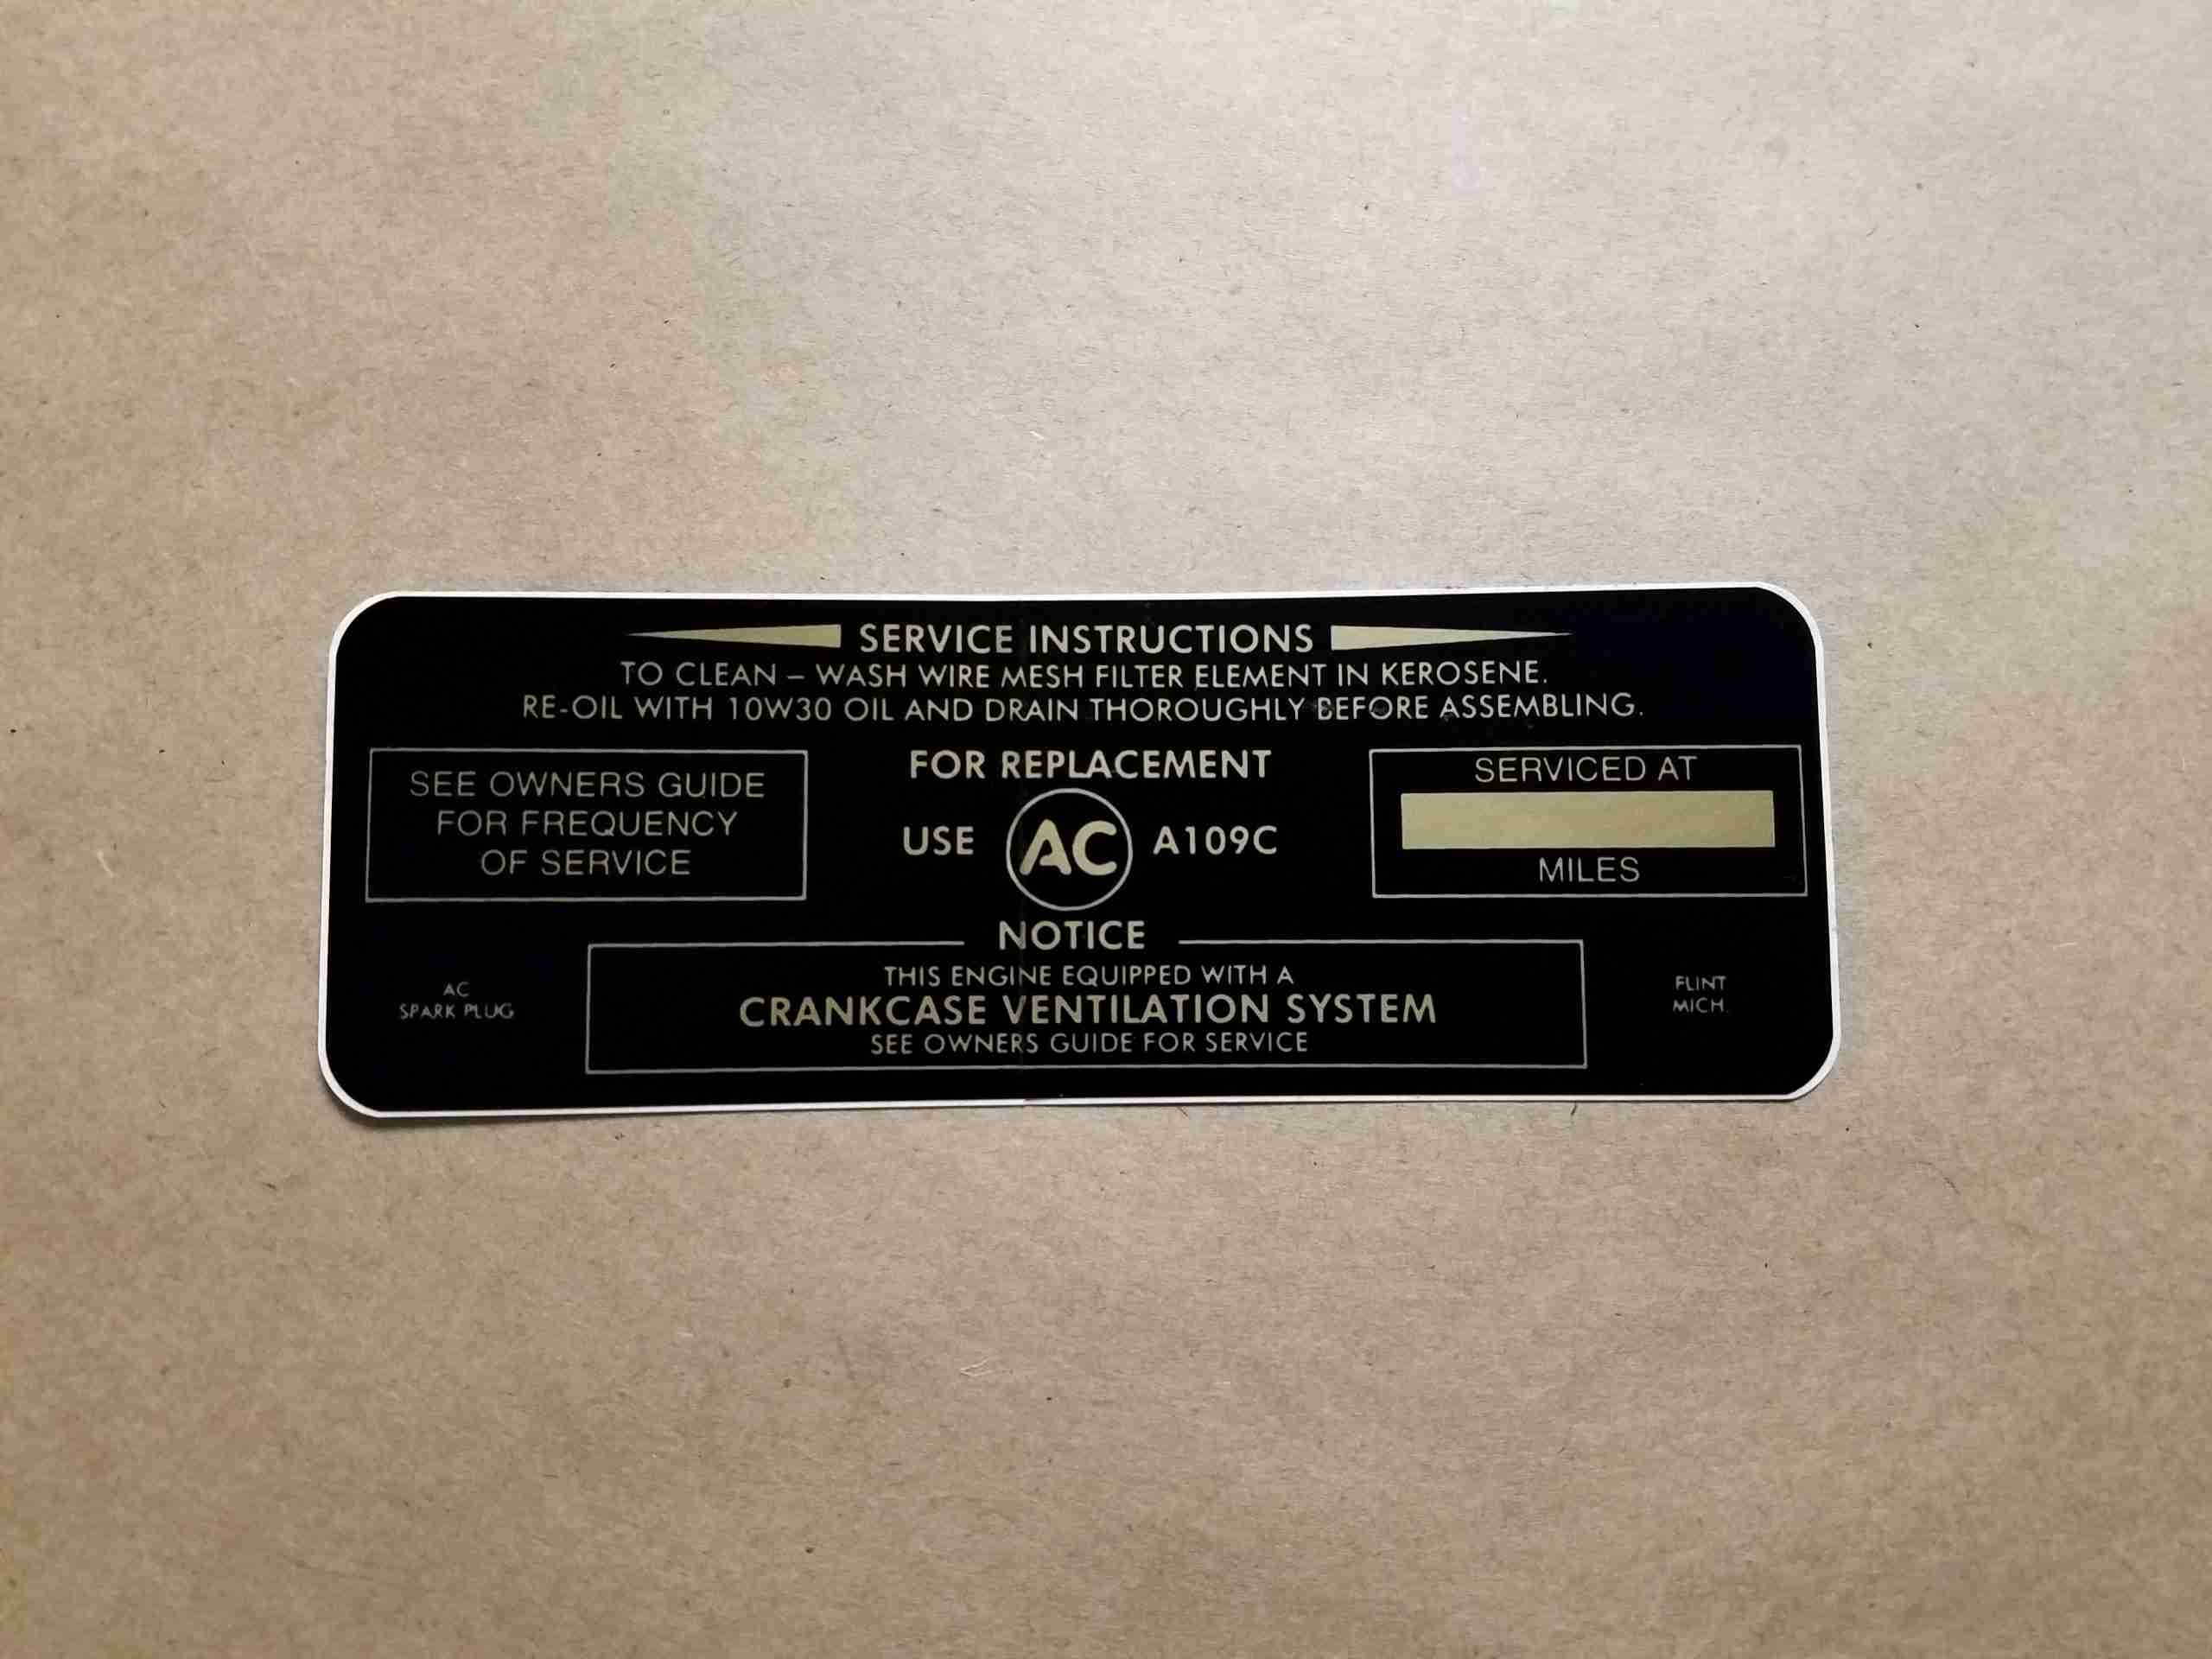 SERVICE INSTRUCTIONS
TO CLEAN – WASH WIRE MESH FILTER ELEMENT IN KEROSENE.
RE-OIL WITH 10W30 OIL AND DRAIN THOROUGHLY BEFORE ASSEMBLING.
SEE OWNERS GUIDE
FOR FREQUENCY
OF SERVICE
FOR REPLACEMENT
USE AC A109C
SERVICED AT
MILES
NOTICE
THIS ENGINE EQUIPPED WITH A
CRANKCASE VENTILATION SYSTEM
SEE OWNERS GUIDE FOR SERVICE
AC
SPARK PLUG
FLINT
MICH.